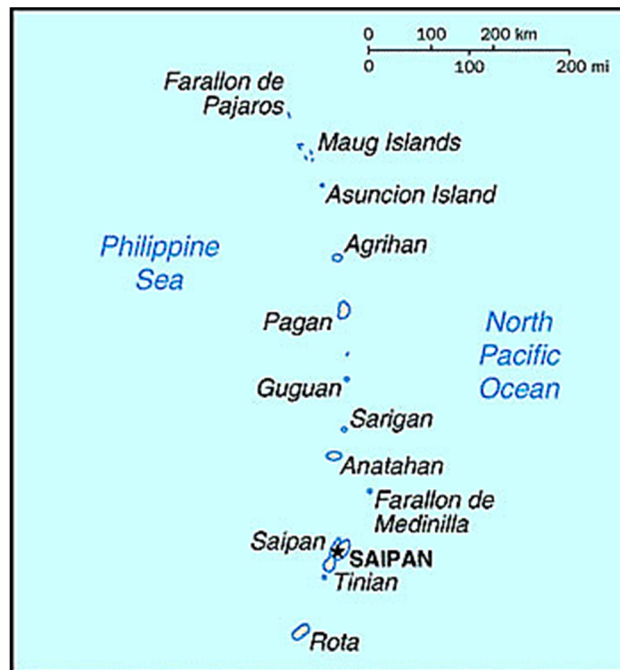 0 100 200 km
0 100 200 mi
Farallon de
Pajaros
Maug Islands
Asuncion Island
Philippine
Sea
Agrihan
Pagan
North
Pacific
Ocean
Guguan
Sarigan
Anatahan
Farallon de
Medinilla
Saipan
SAIPAN
Tinian
Rota